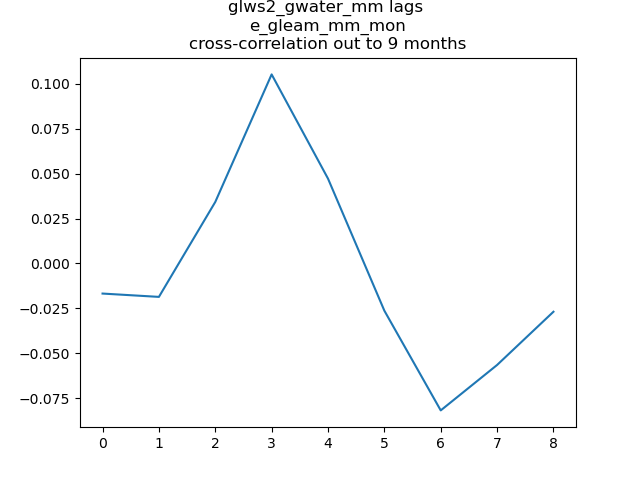 glws2_gwater_mm lags
e_gleam_mm_mon
cross-correlation out to 9 months
0.100
0.075
0.050
0.025
0.000
−0.025
−0.050
−0.075
0 1 2 3 4 5 6 7 8